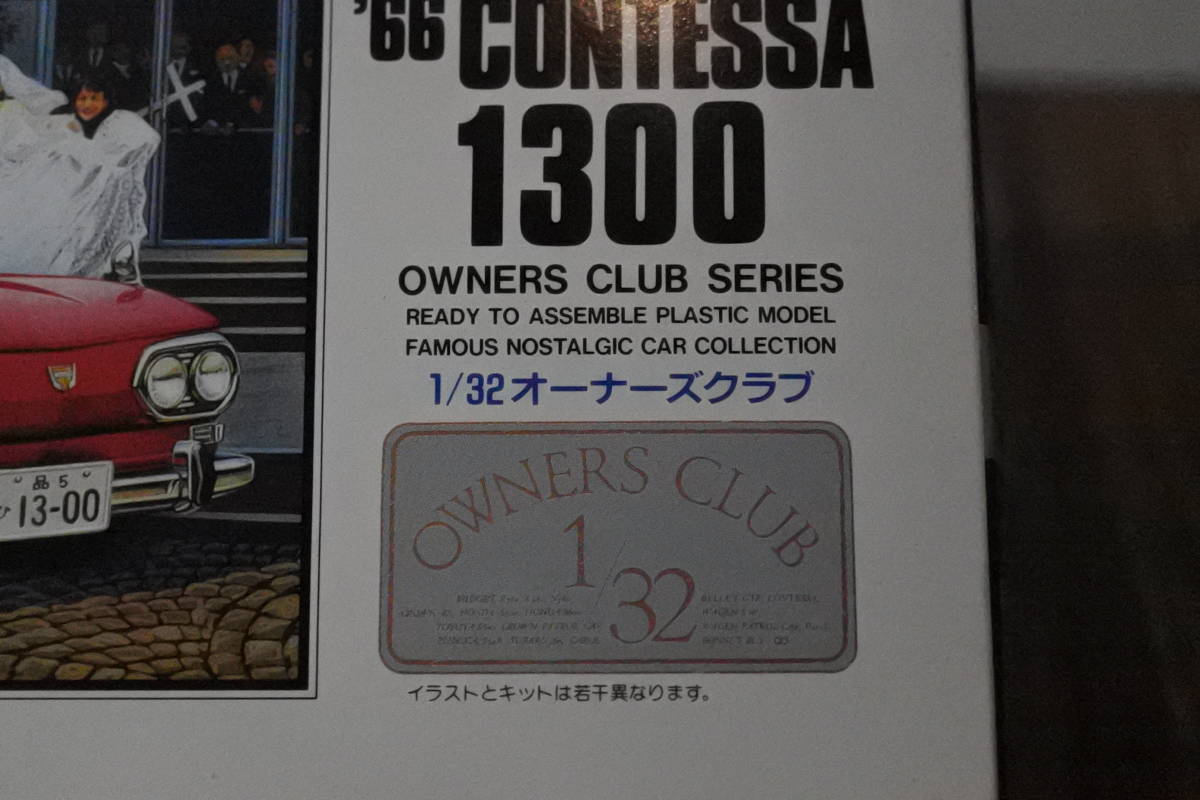 '66 CONTESSA
1300
OWNERS CLUB SERIES
READY TO ASSEMBLE PLASTIC MODEL
FAMOUS NOSTALGIC CAR COLLECTION
1/32オーナーズクラブ
OWNERS CLUB
1/32
イラストとキットは若干異なります。
品 5
13-00